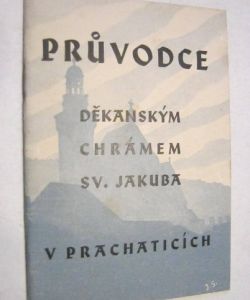 PRŮVODCE
DĚKANSKÝM
CHRÁMEM
SV. JAKUBA
V PRACHATICÍCH